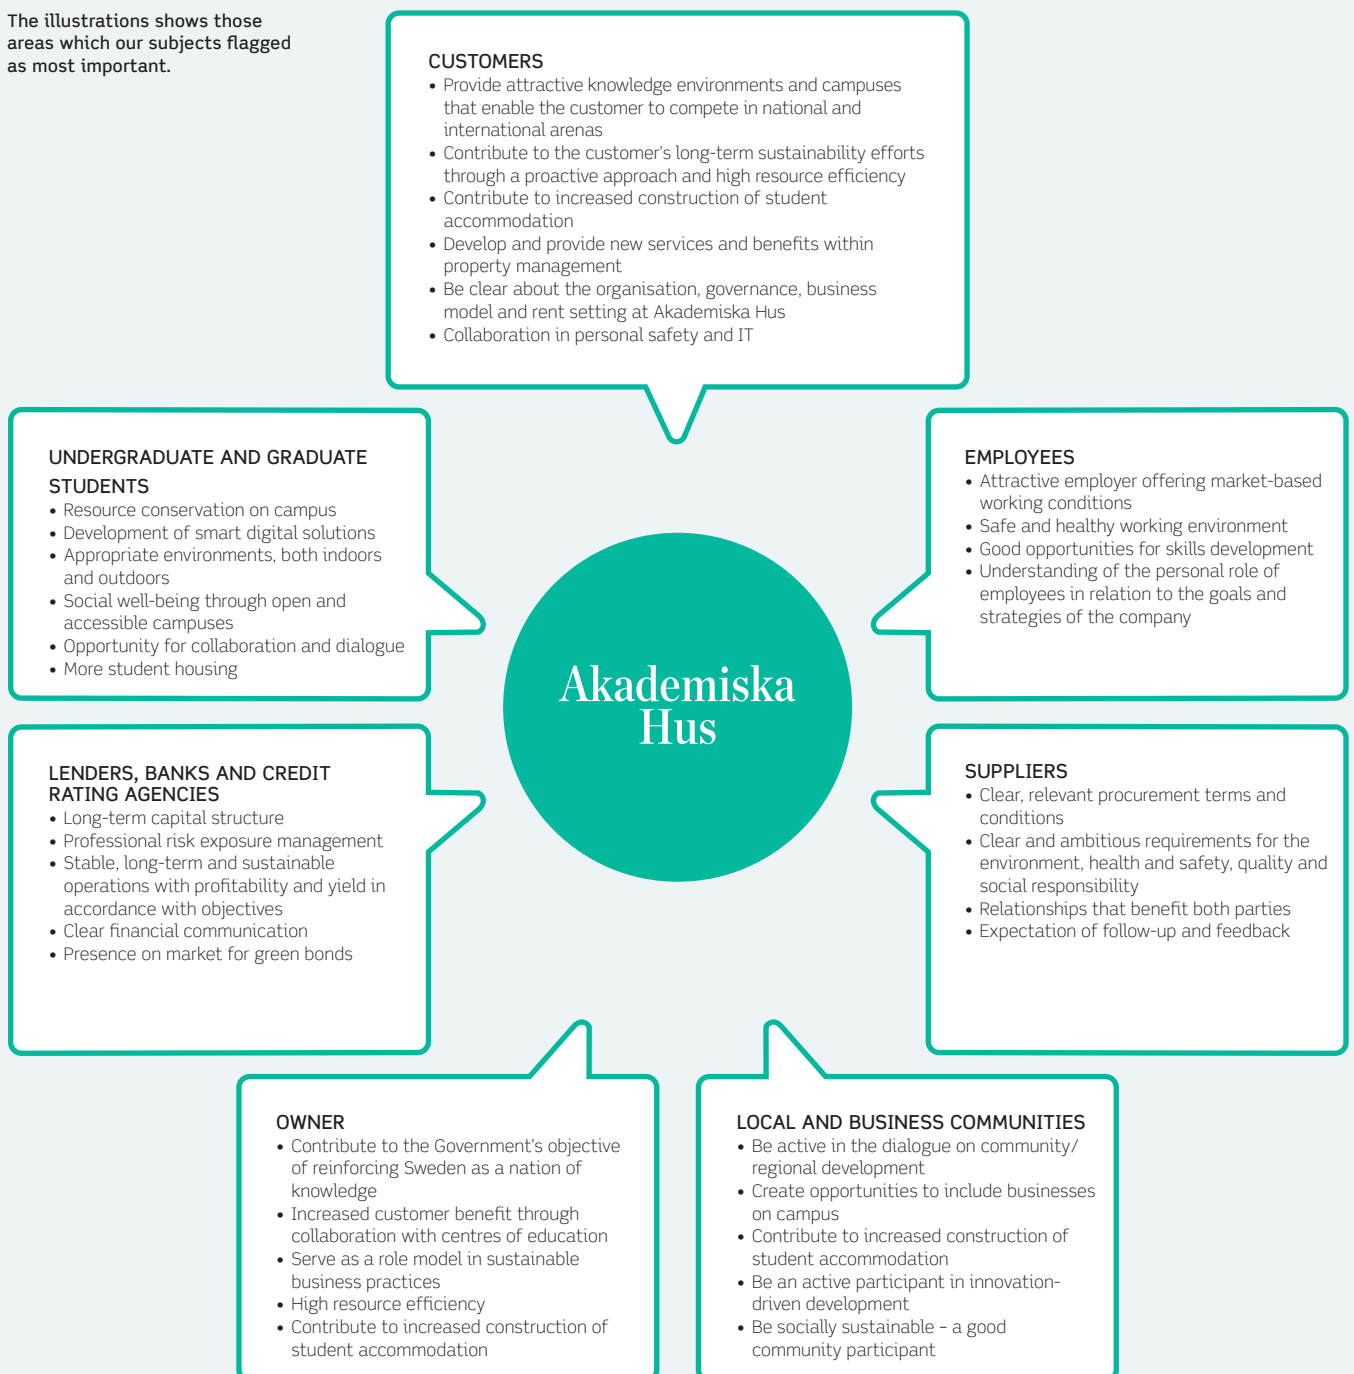 The illustrations shows those
areas which our subjects flagged
as most important.
CUSTOMERS
• Provide attractive knowledge environments and campuses
that enable the customer to compete in national and
international arenas
• Contribute to the customer's long-term sustainability efforts
through a proactive approach and high resource efficiency
• Contribute to increased construction of student
accommodation
• Develop and provide new services and benefits within
property management
• Be clear about the organisation, governance, business
model and rent setting at Akademiska Hus
• Collaboration in personal safety and IT
UNDERGRADUATE AND GRADUATE
STUDENTS
• Resource conservation on campus
• Development of smart digital solutions
• Appropriate environments, both indoors
and outdoors
• Social well-being through open and
accessible campuses
• Opportunity for collaboration and dialogue
• More student housing
EMPLOYEES
• Attractive employer offering market-based
working conditions
• Safe and healthy working environment
• Good opportunities for skills development
• Understanding of the personal role of
employees in relation to the goals and
strategies of the company
Akademiska
Hus
LENDERS, BANKS AND CREDIT
RATING AGENCIES
• Long-term capital structure
• Professional risk exposure management
• Stable, long-term and sustainable
operations with profitability and yield in
accordance with objectives
• Clear financial communication
• Presence on market for green bonds
SUPPLIERS
• Clear, relevant procurement terms and
conditions
• Clear and ambitious requirements for the
environment, health and safety, quality and
social responsibility
• Relationships that benefit both parties
• Expectation of follow-up and feedback
OWNER
• Contribute to the Government's objective
of reinforcing Sweden as a nation of
knowledge
• Increased customer benefit through
collaboration with centres of education
• Serve as a role model in sustainable
business practices
• High resource efficiency
• Contribute to increased construction of
student accommodation
LOCAL AND BUSINESS COMMUNITIES
• Be active in the dialogue on community/
regional development
• Create opportunities to include businesses
on campus
• Contribute to increased construction of
student accommodation
• Be an active participant in innovation-
driven development
• Be socially sustainable – a good
community participant